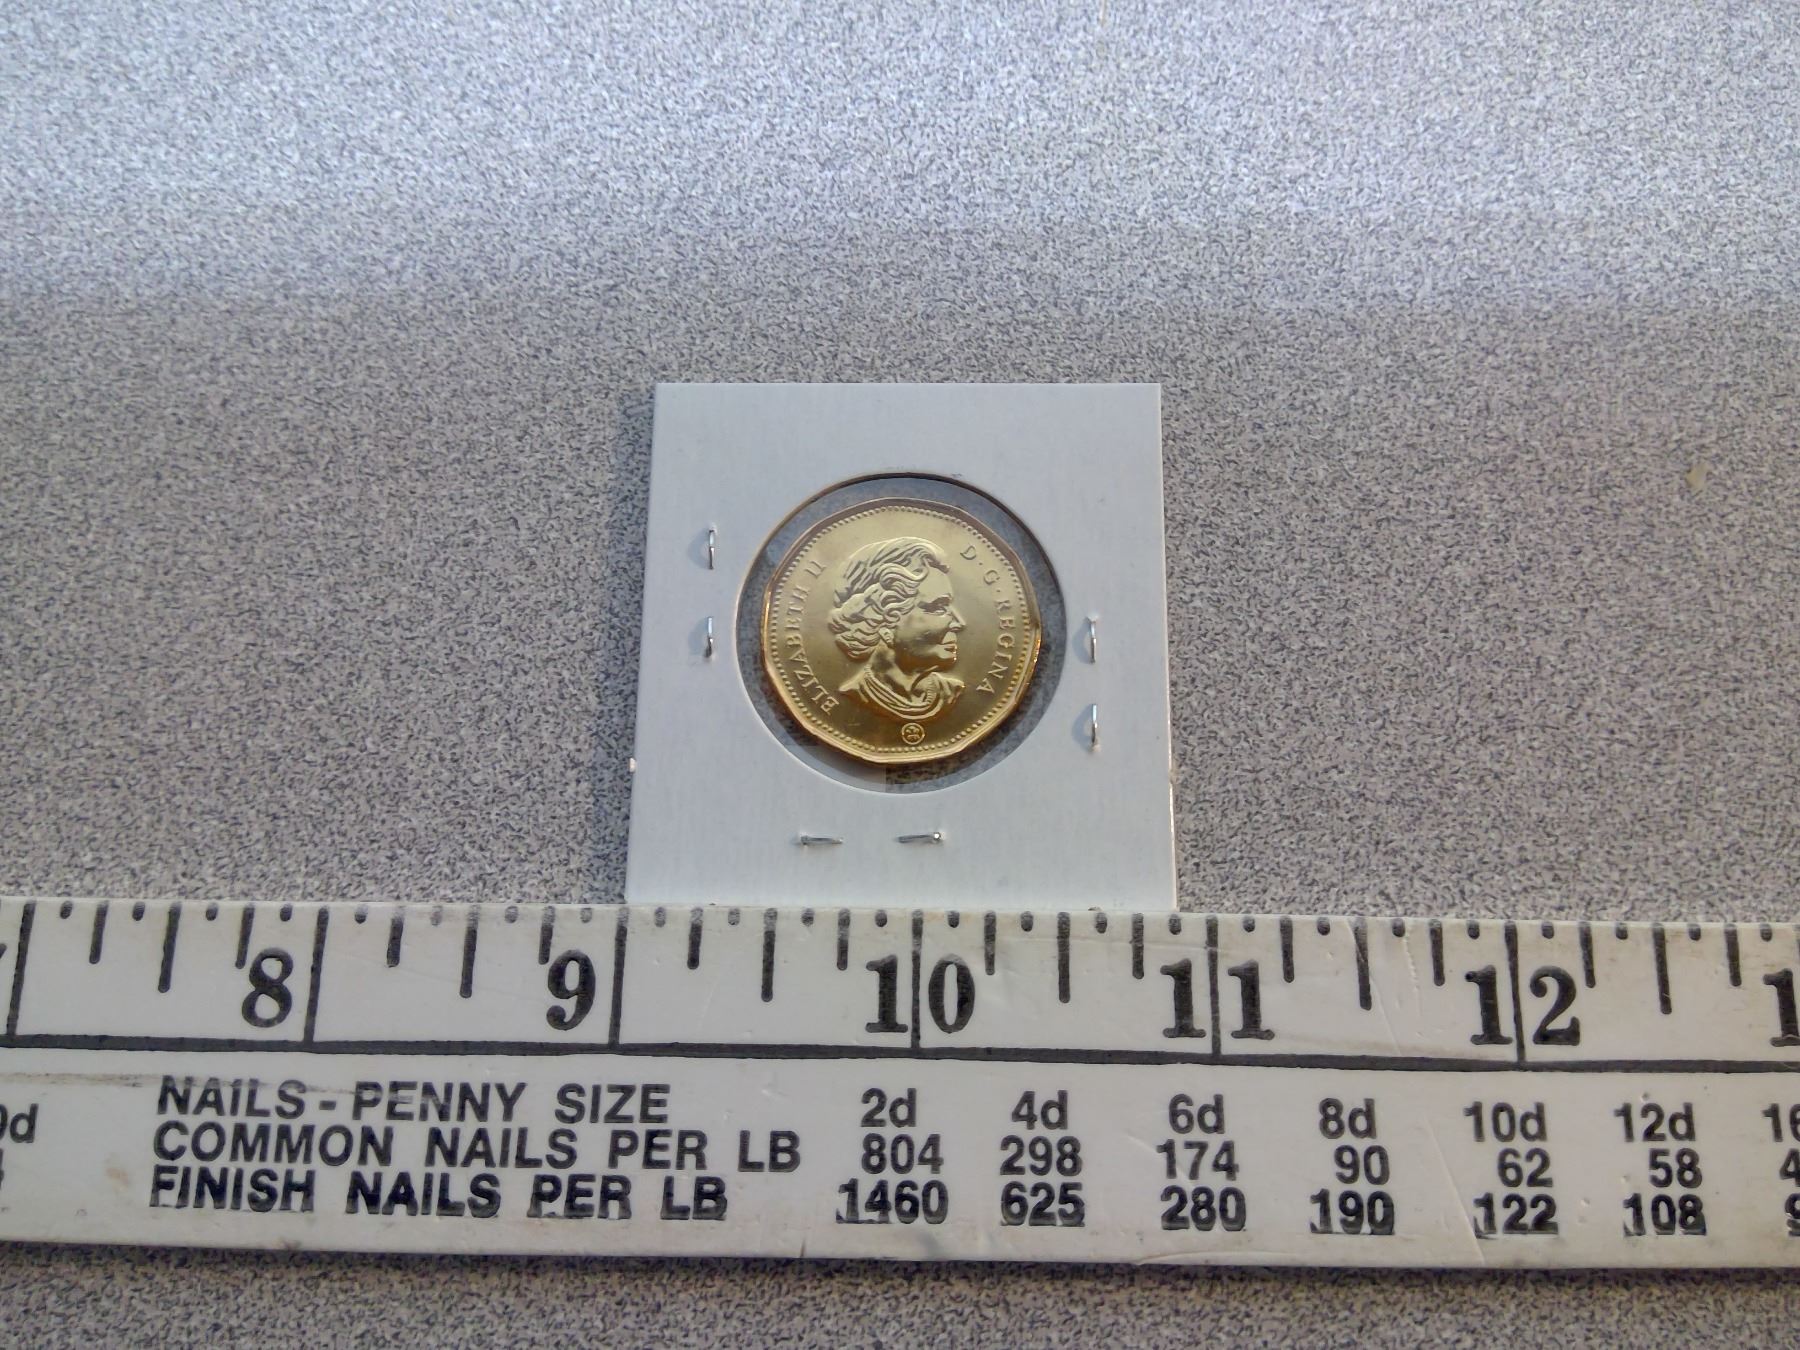 ELIZABETH II D·G·REGINA
8 9 10 11 12
NAILS - PENNY SIZE 2d 4d 6d 8d 10d 12d
COMMON NAILS PER LB 804 298 174 90 62 58
FINISH NAILS PER LB 1460 625 280 190 122 108